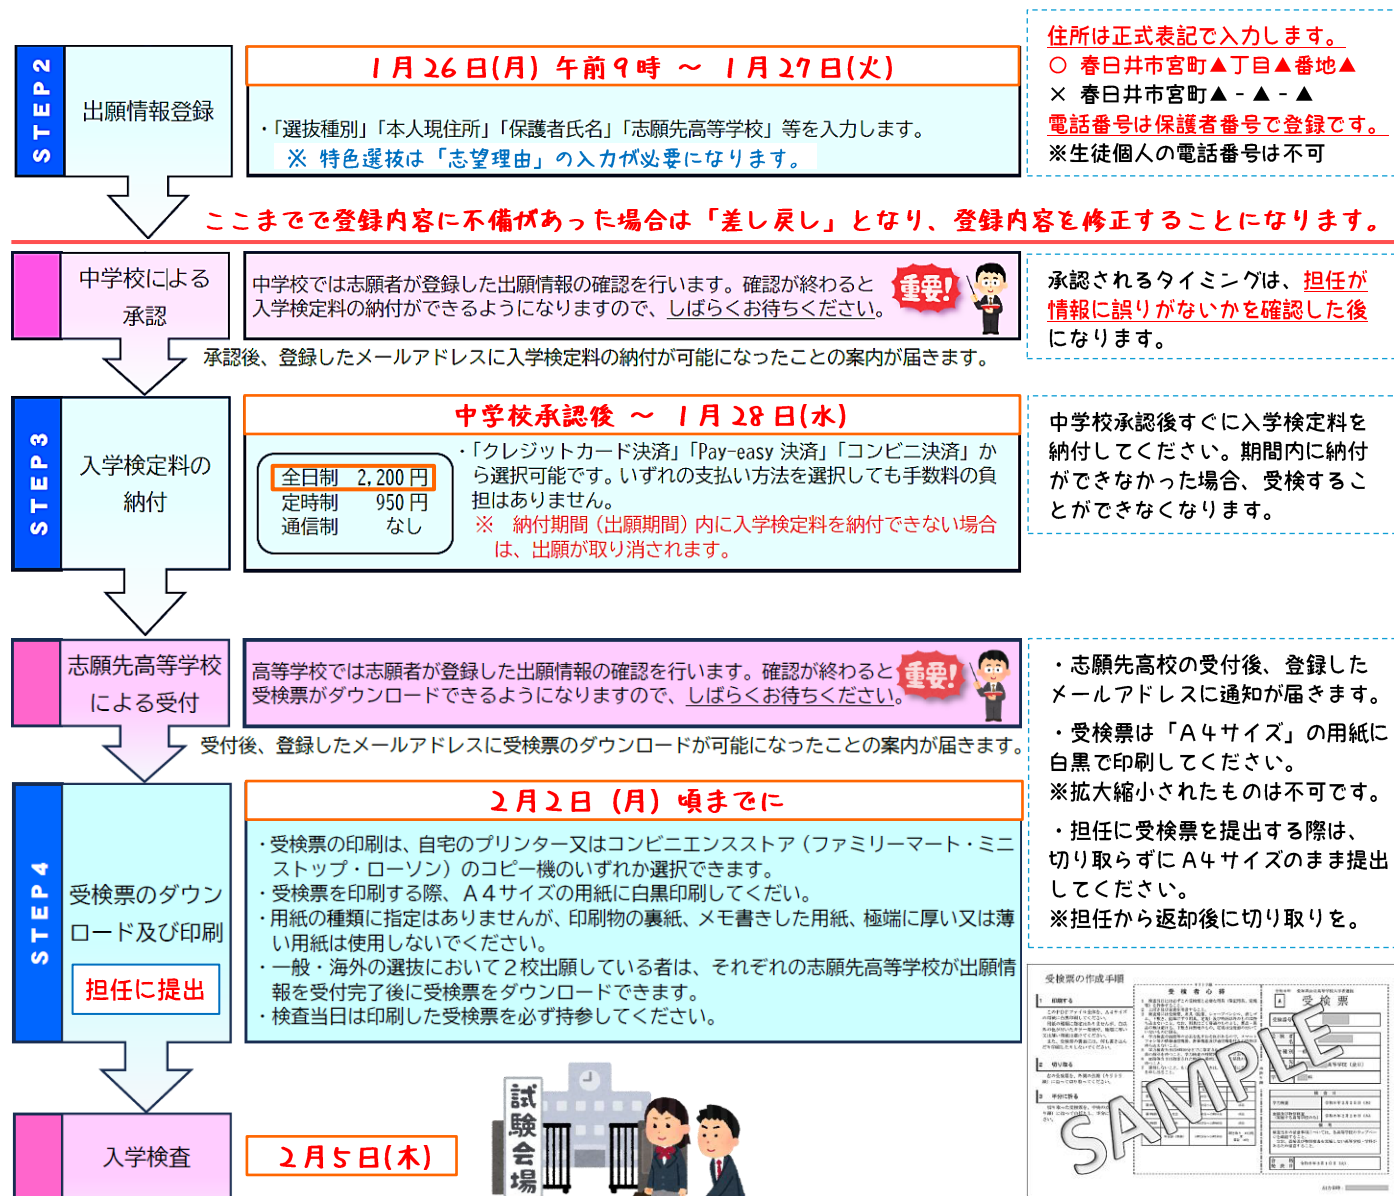 STEP2
出願情報登録
1月26日(月) 午前9時 ～ 1月27日(火)
・「選抜種別」「本人現住所」「保護者氏名」「志願先高等学校」等を入力します。
※ 特色選抜は「志望理由」の入力が必要になります。
住所は正式表記で入力します。
○ 春日井市宮町▲丁目▲番地▲
× 春日井市宮町▲-▲-▲
電話番号は保護者番号で登録です。
※生徒個人の電話番号は不可
ここまでで登録内容に不備があった場合は「差し戻し」となり、登録内容を修正することになります。
中学校による
承認
中学校では志願者が登録した出願情報の確認を行います。確認が終わると
入学検定料の納付ができるようになりますので、しばらくお待ちください。
重要!
承認後、登録したメールアドレスに入学検定料の納付が可能になったことの案内が届きます。
承認されるタイミングは、担任が
情報に誤りがないかを確認した後
になります。
STEP3
入学検定料の
納付
中学校承認後 ～ 1月28日(水)
全日制 2,200円
定時制 950円
通信制 なし
・「クレジットカード決済」「Pay-easy 決済」「コンビニ決済」か
ら選択可能です。いずれの支払い方法を選択しても手数料の負
担はありません。
※ 納付期間（出願期間）内に入学検定料を納付できない場合
は、出願が取り消されます。
中学校承認後すぐに入学検定料を
納付してください。期間内に納付
ができなかった場合、受検するこ
とができなくなります。
志願先高等学校
による受付
高等学校では志願者が登録した出願情報の確認を行います。確認が終わると
受検票がダウンロードできるようになりますので、しばらくお待ちください。
重要!
受付後、登録したメールアドレスに受検票のダウンロードが可能になったことの案内が届きます。
・志願先高校の受付後、登録した
メールアドレスに通知が届きます。
・受検票は「A4サイズ」の用紙に
白黒で印刷してください。
※拡大縮小されたものは不可です。
・担任に受検票を提出する際は、
切り取らずにA4サイズのまま提出
してください。
※担任から返却後に切り取りを。
STEP4
受検票のダウン
ロード及び印刷
担任に提出
2月2日（月）頃までに
・受検票の印刷は、自宅のプリンター又はコンビニエンスストア（ファミリーマート・ミニ
ストップ・ローソン）のコピー機のいずれか選択できます。
・受検票を印刷する際、A4サイズの用紙に白黒印刷してくだい。
・用紙の種類に指定はありませんが、印刷物の裏紙、メモ書きした用紙、極端に厚い又は薄
い用紙は使用しないでください。
・一般・海外の選抜において2校出願している者は、それぞれの志願先高等学校が出願情
報を受付完了後に受検票をダウンロードできます。
・検査当日は印刷した受検票を必ず持参してください。
入学検査
2月5日(木)
試験会場
受検票の作成手順
1 印刷する
2 切り取る
3 半分に折る
受検者心得
受検票
SAMPLE